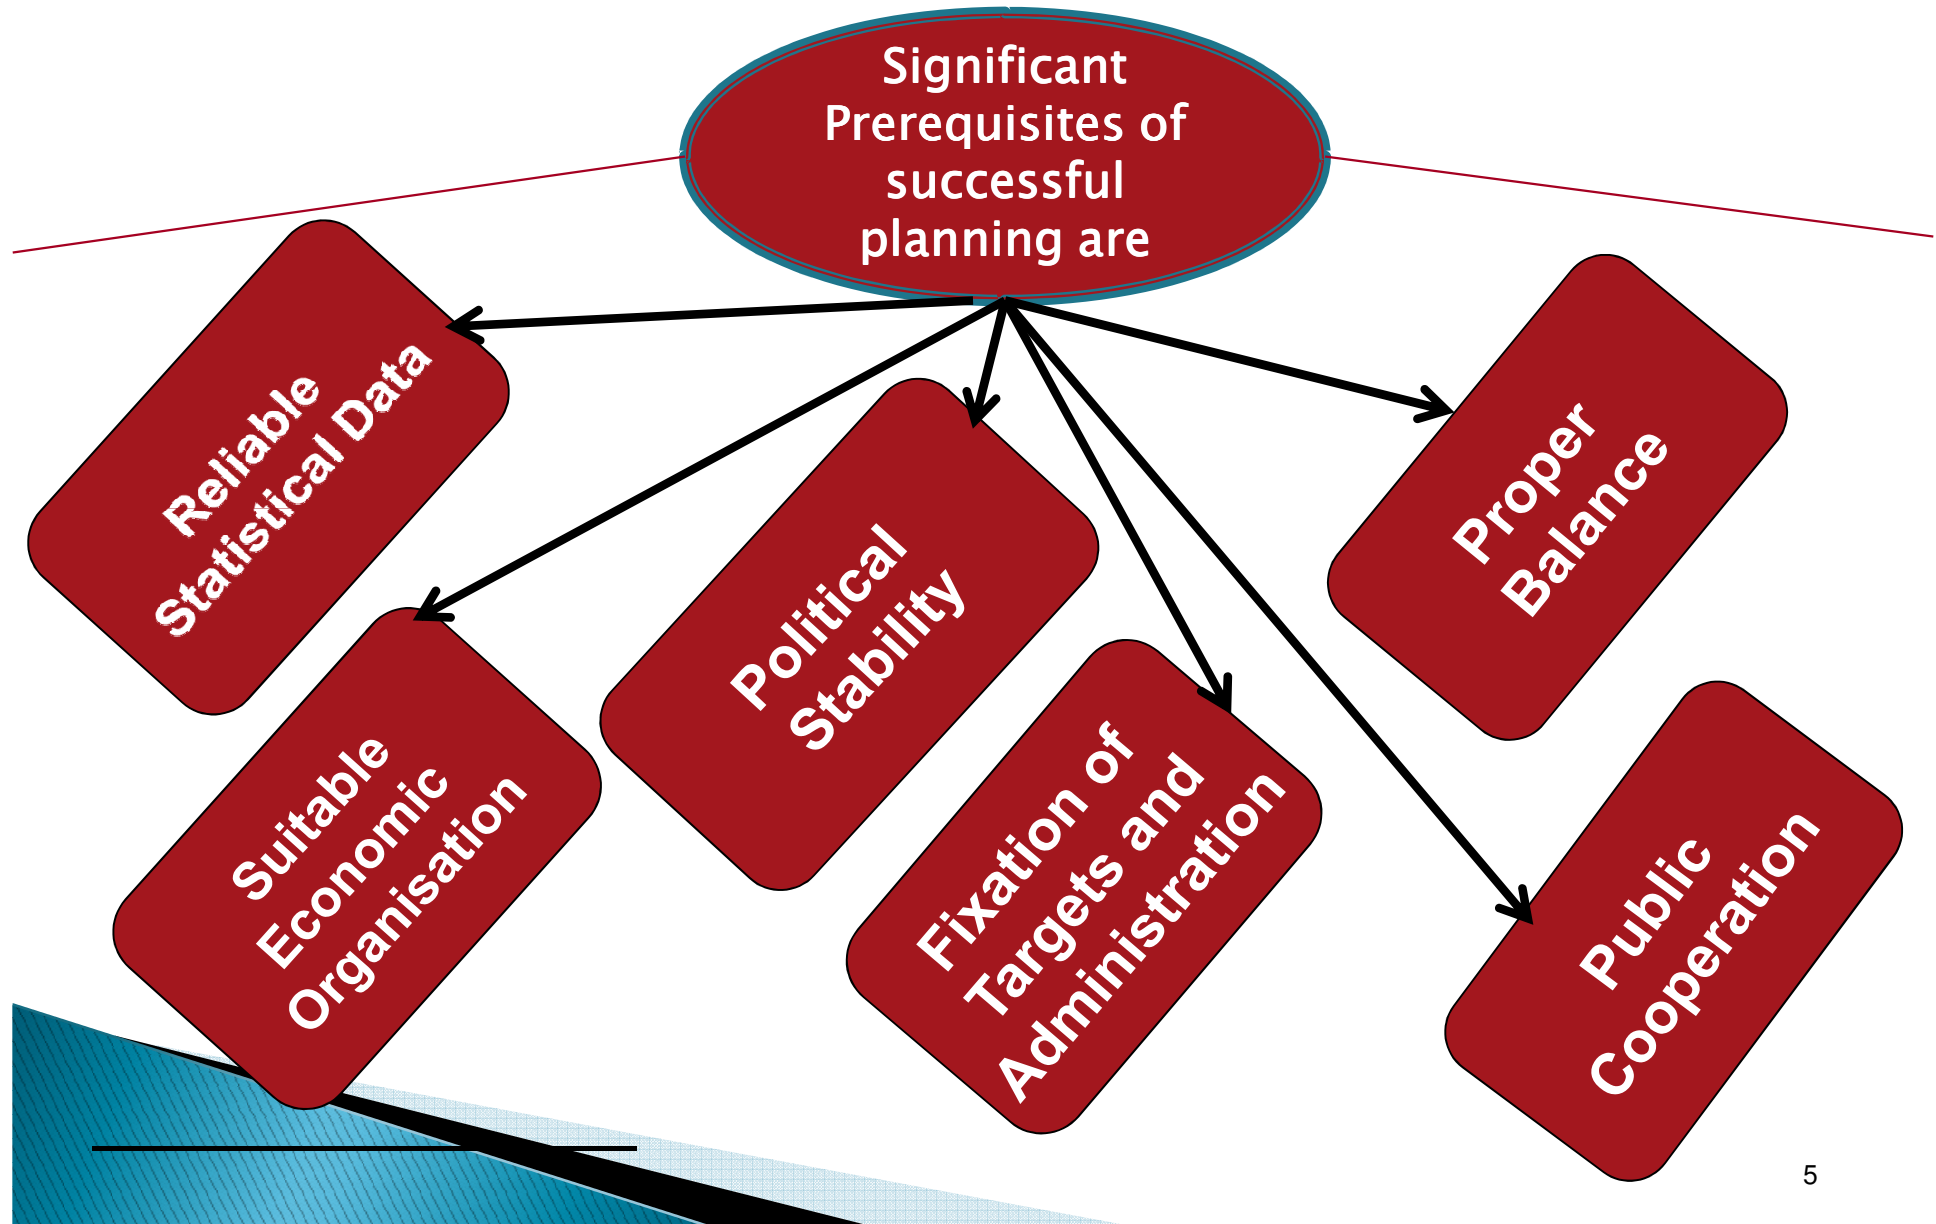 Significant
Prerequisites of
successful
planning are
Reliable
Statistical Data
Suitable
Economic
Organisation
Political
Stability
Fixation of
Targets and
Administration
Proper
Balance
Public
Cooperation
5